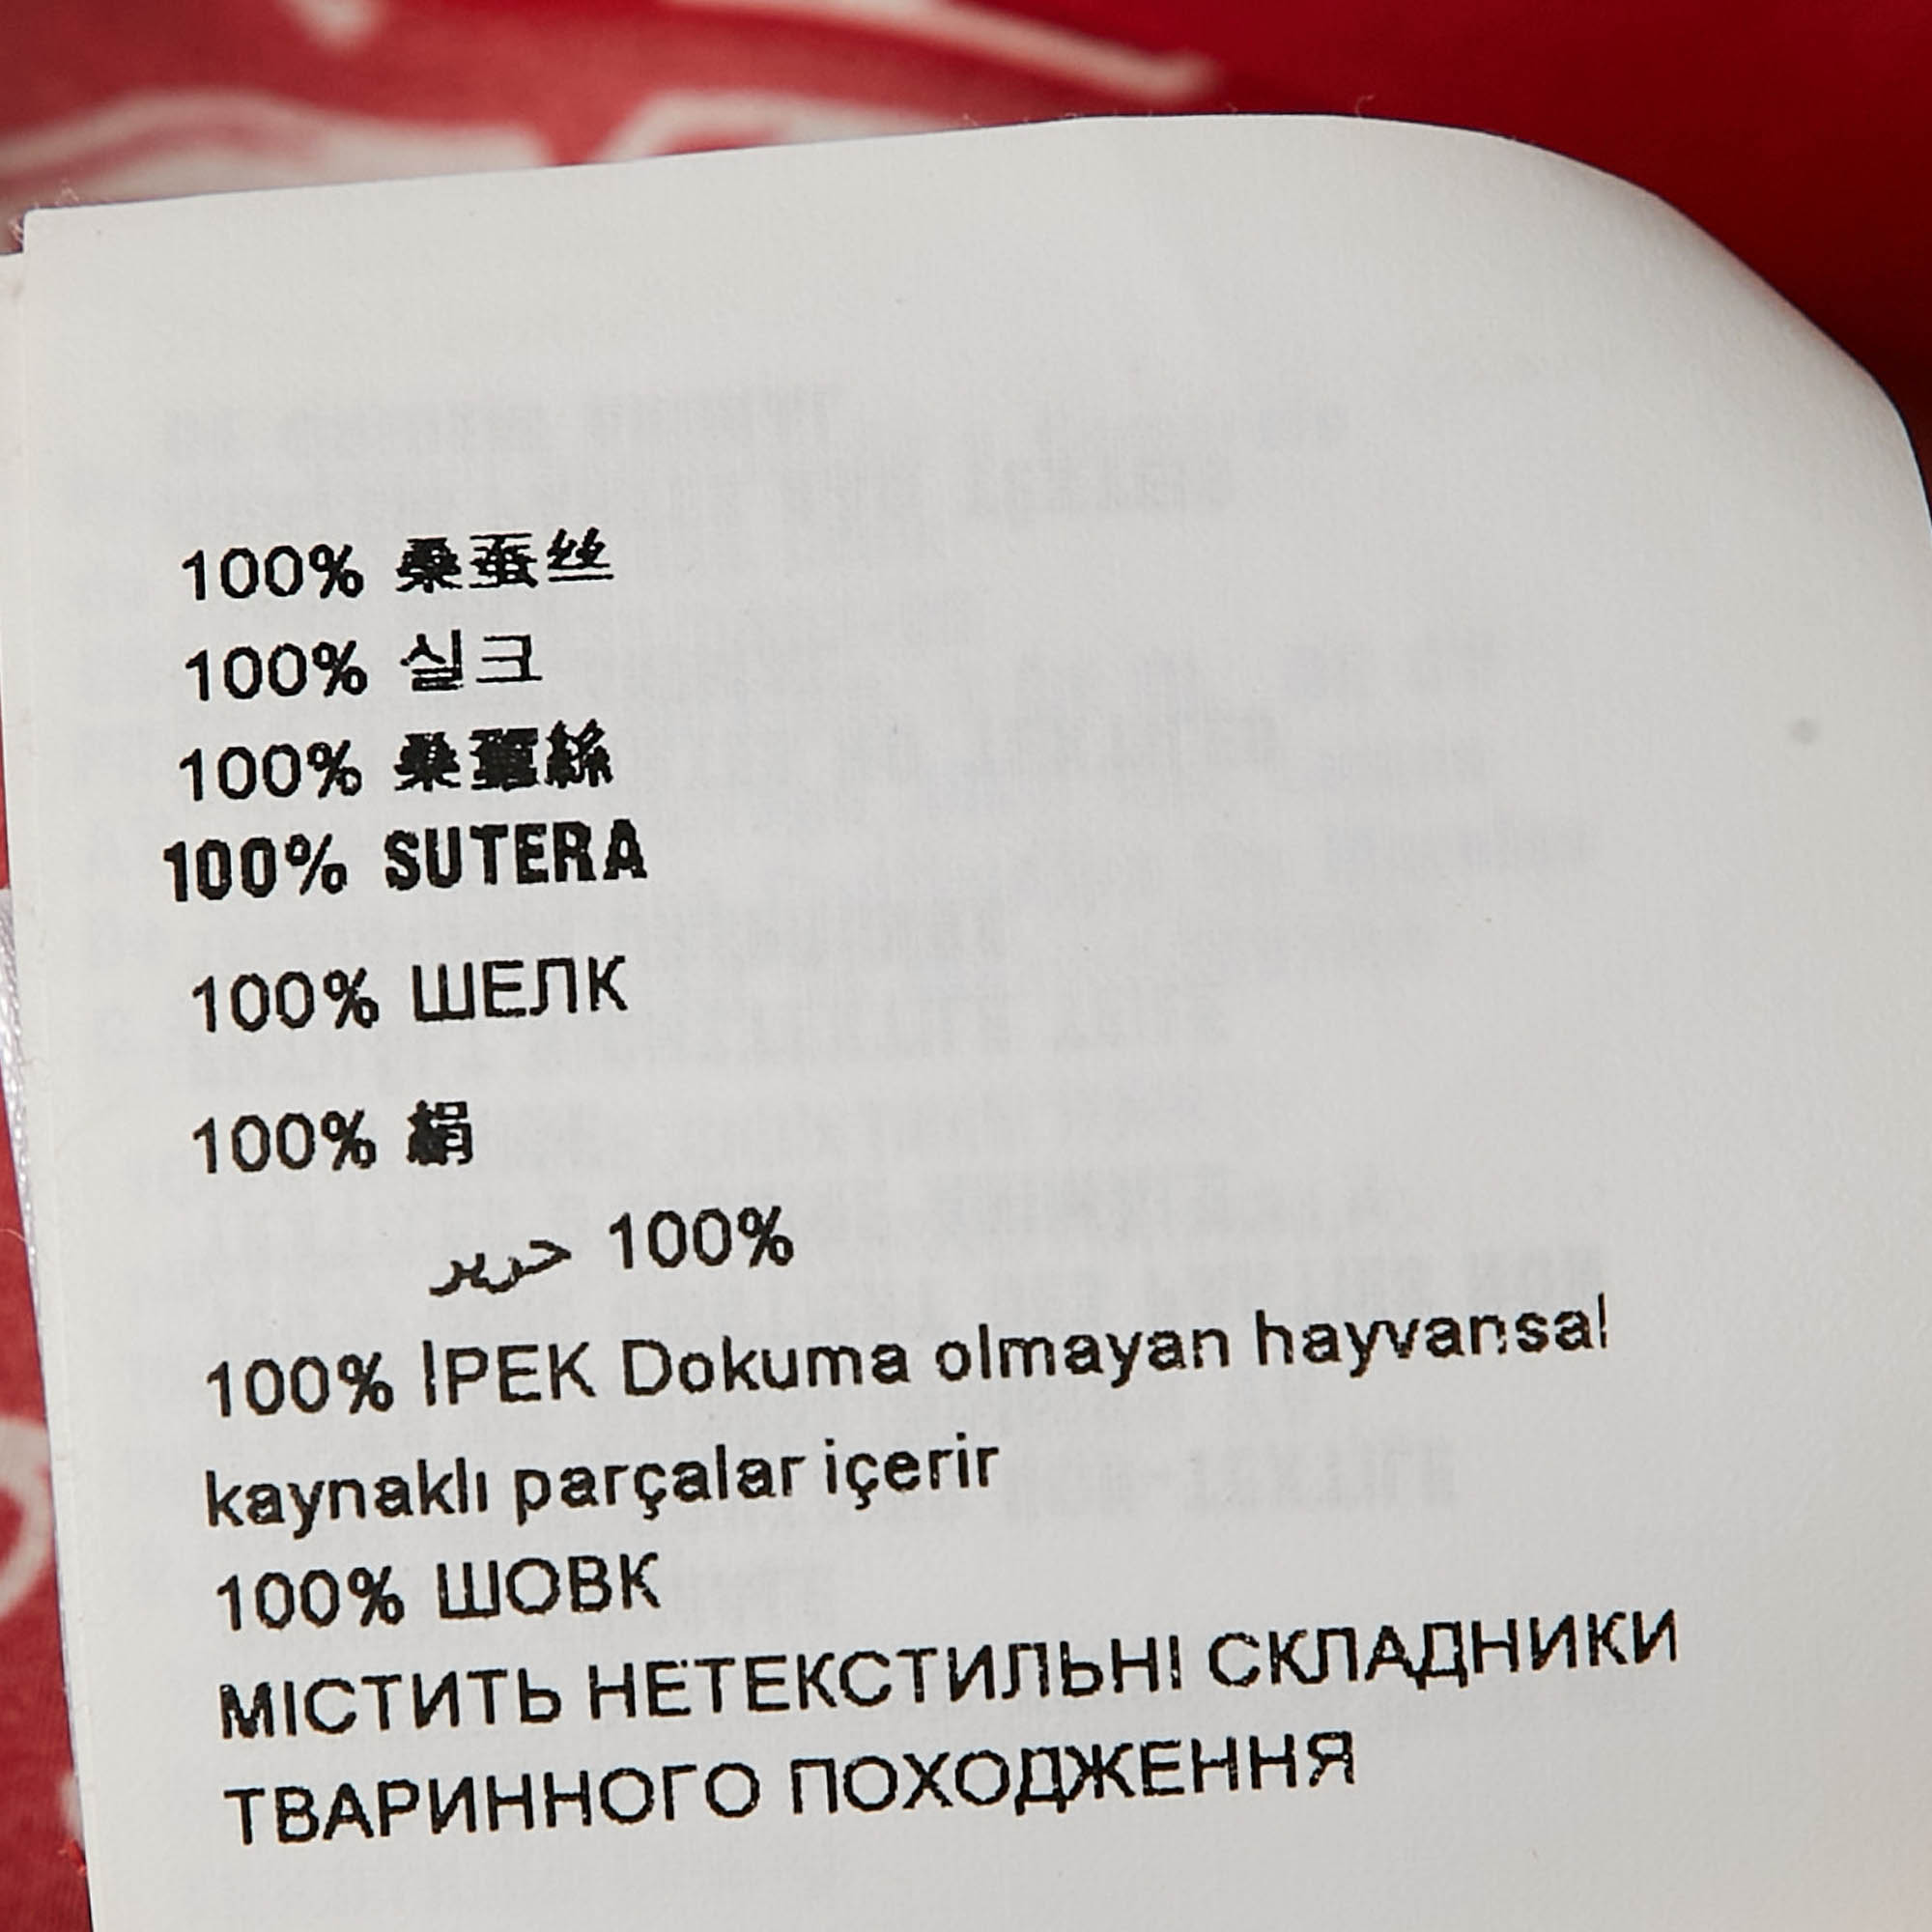 100% 桑蚕丝
100% 실크
100% 桑蠶絲
100% SUTERA
100% ШЕЛК
100% 絹
100% حرير
100% İPEK Dokuma olmayan hayvansal
kaynaklı parçalar içerir
100% ШОВК
МІСТИТЬ НЕТЕКСТИЛЬНІ СКЛАДНИКИ
ТВАРИННОГО ПОХОДЖЕННЯ